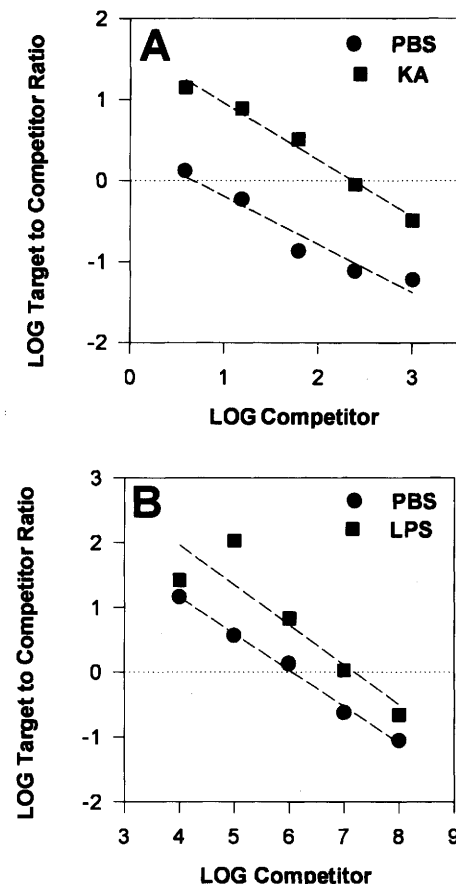 A
PBS
KA
LOG Target to Competitor Ratio
2
1
0
-1
-2
0 1 2 3
LOG Competitor
B
PBS
LPS
LOG Target to Competitor Ratio
3
2
1
0
-1
-2
3 4 5 6 7 8 9
LOG Competitor